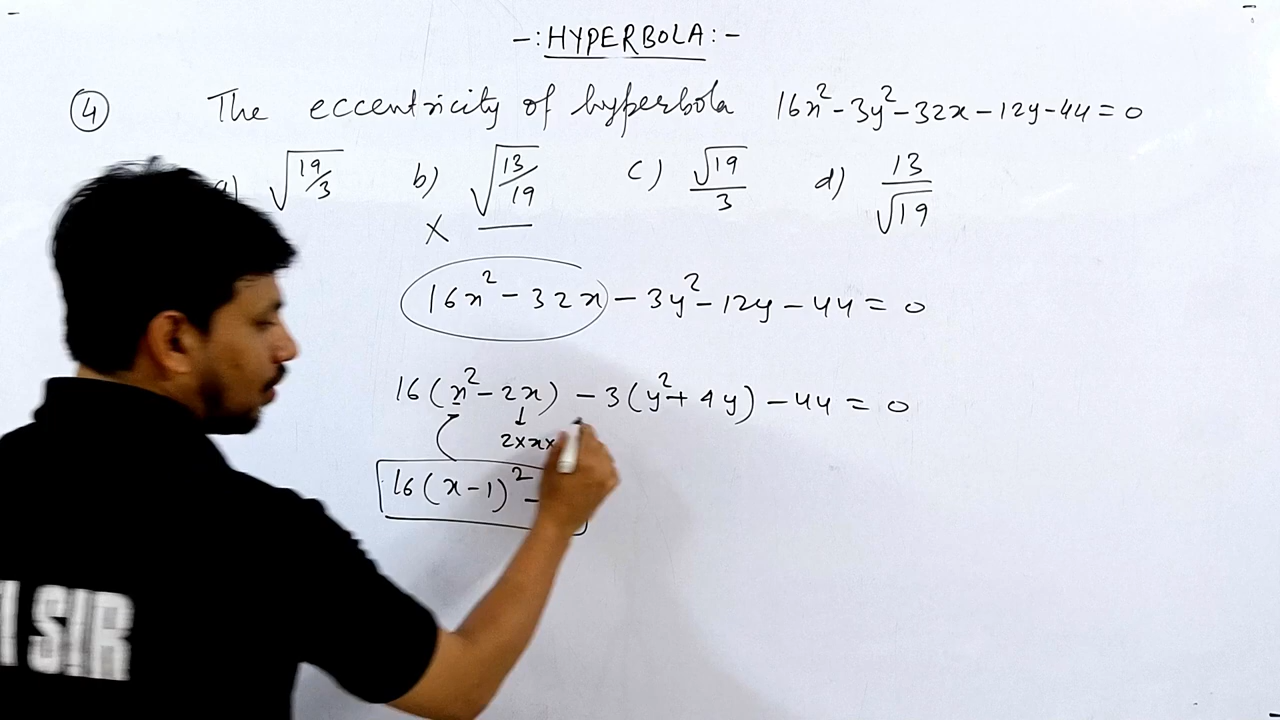 -: HYPERBOLA :-
④ The eccentricity of hyperbola 16x² - 3y² - 32x - 12y - 44 = 0
a) √19/3 b) √13/19 c) √19/3 d) 13/√19
X
16x² - 32x - 3y² - 12y - 44 = 0
16(x² - 2x) - 3(y² + 4y) - 44 = 0
↓
2×x×
16(x-1)² -
SIR